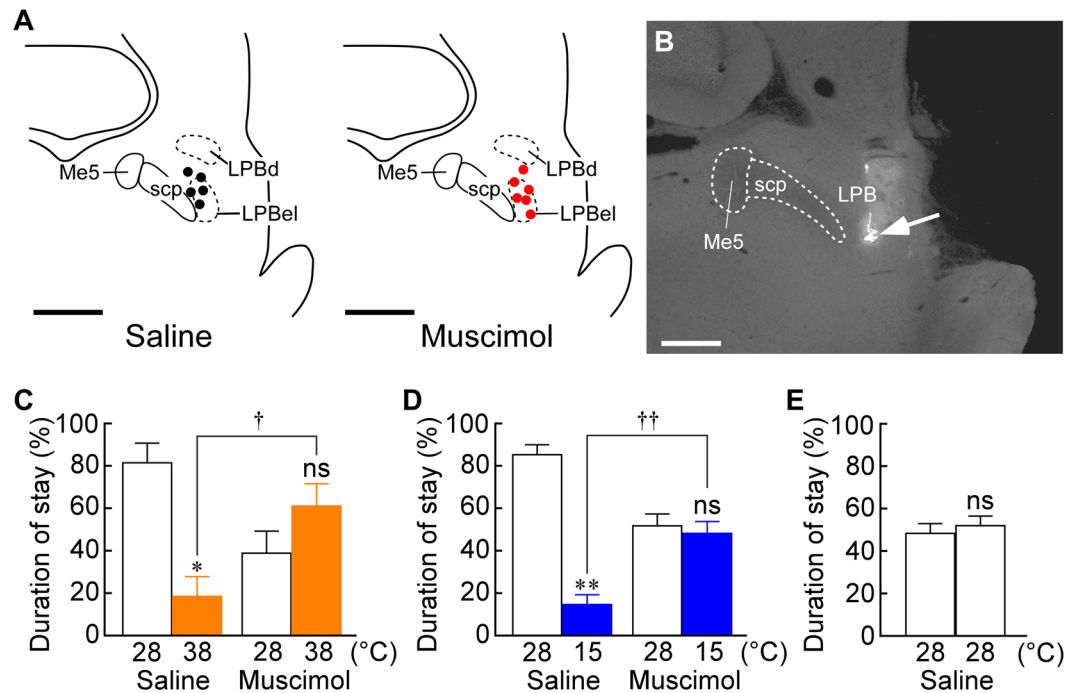 A
Me5
scp
LPBd
LPBel
Saline
Me5
scp
LPBd
LPBel
Muscimol
B
scp
LPB
Me5
C
Duration of stay (%)
100
80
60
40
20
0
†
*
ns
28 38 28 38 (°C)
Saline Muscimol
D
Duration of stay (%)
100
80
60
40
20
0
††
**
ns
28 15 28 15 (°C)
Saline Muscimol
E
Duration of stay (%)
100
80
60
40
20
0
ns
28 28 (°C)
Saline